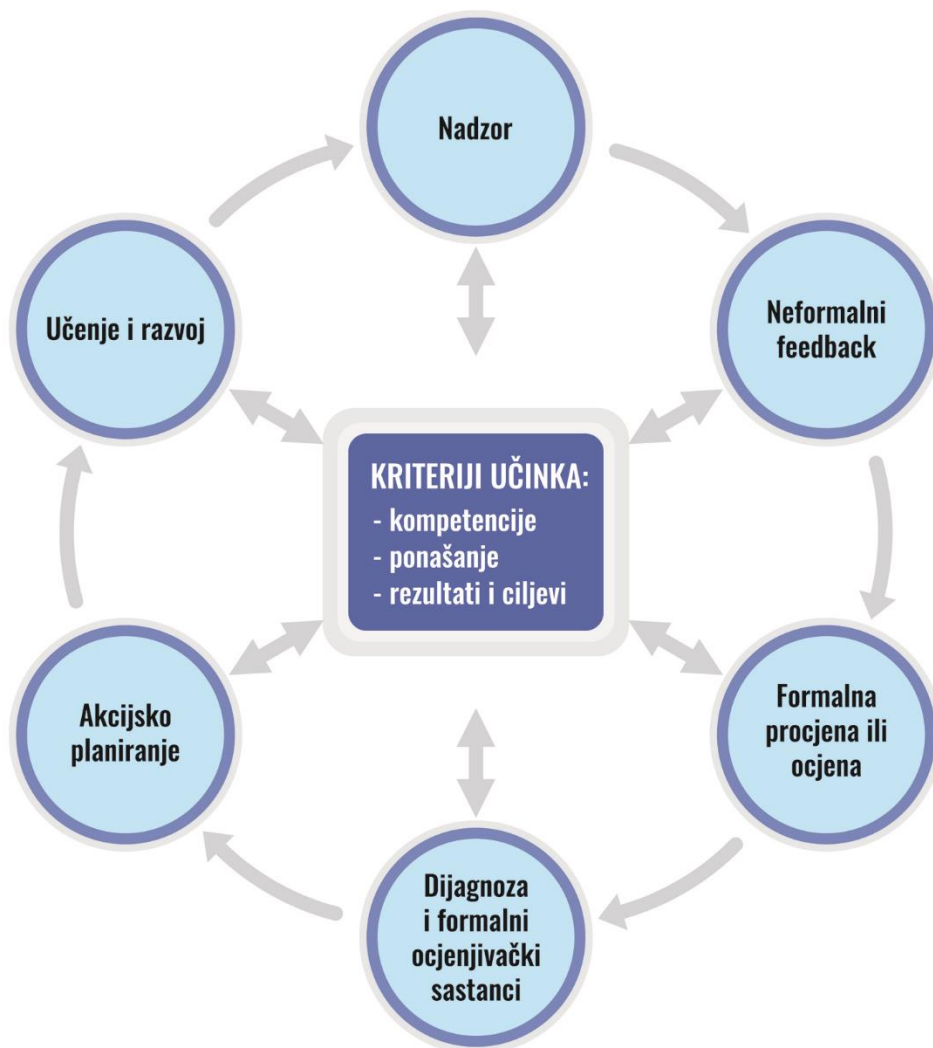 Nadzor
Neformalni
feedback
Formalna
procjena ili
ocjena
Dijagnoza
i formalni
ocjenjivački
sastanci
Akcijsko
planiranje
Učenje i razvoj
KRITERIJI UČINKA:
- kompetencije
- ponašanje
- rezultati i ciljevi